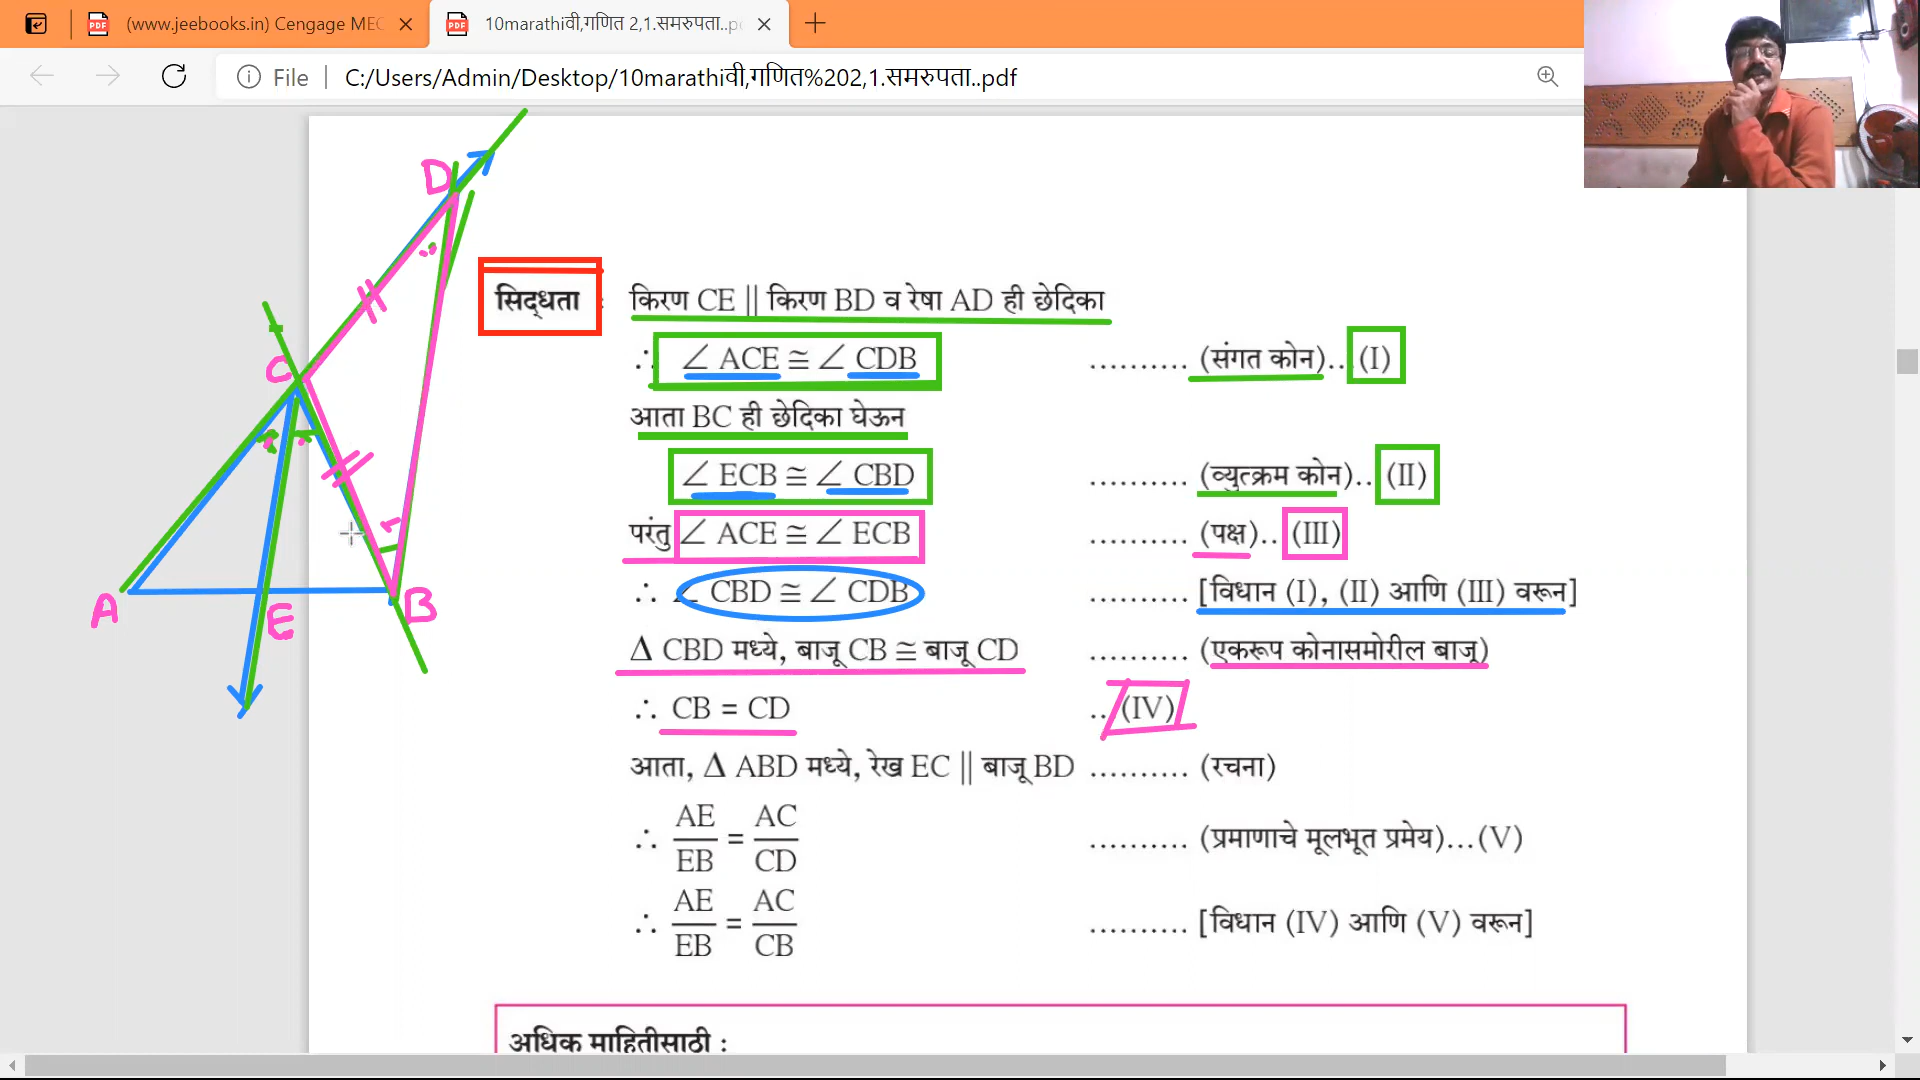 (www.jeebooks.in) Cengage MEC
10marathiवी,गणित 2,1.समरुपता..pd
File C:/Users/Admin/Desktop/10marathiवी,गणित%202,1.समरुपता..pdf
D
C
A
E
B
सिद्धता : किरण CE || किरण BD व रेषा AD ही छेदिका
∴ ∠ ACE ≅ ∠ CDB .......... (संगत कोन)...(I)
आता BC ही छेदिका घेऊन
∠ ECB ≅ ∠ CBD .......... (व्युत्क्रम कोन)...(II)
परंतु ∠ ACE ≅ ∠ ECB .......... (पक्ष)...(III)
∴ ∠ CBD ≅ ∠ CDB .......... [विधान (I), (II) आणि (III) वरून]
Δ CBD मध्ये, बाजू CB ≅ बाजू CD .......... (एकरूप कोनासमोरील बाजू)
∴ CB = CD ...(IV)
आता, Δ ABD मध्ये, रेख EC || बाजू BD .......... (रचना)
∴ AE/EB = AC/CD .......... (प्रमाणाचे मूलभूत प्रमेय)...(V)
∴ AE/EB = AC/CB .......... [विधान (IV) आणि (V) वरून]
अधिक माहितीसाठी :